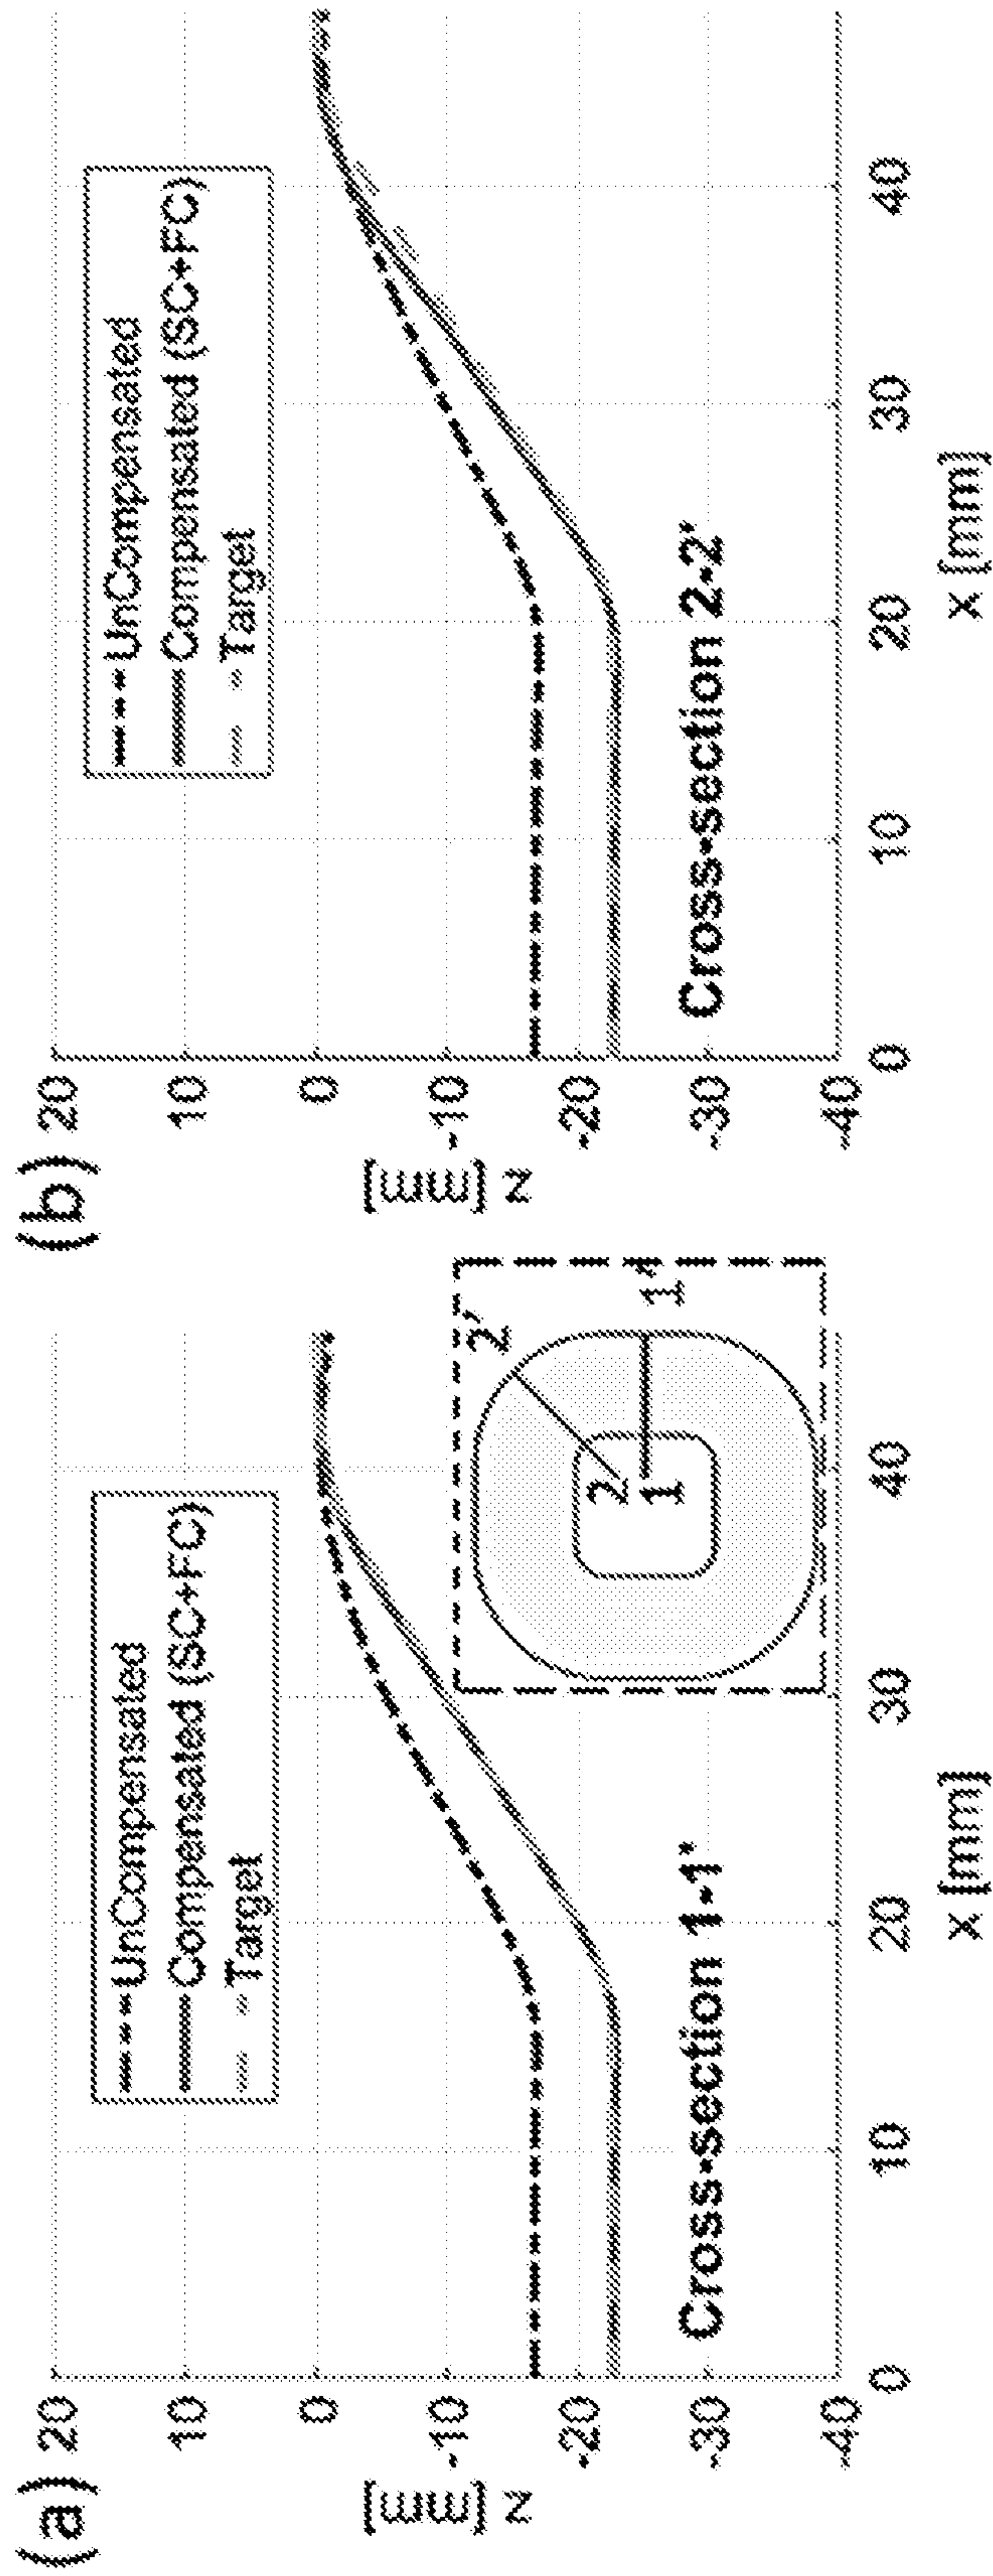 (a)
UnCompensated
Compensated (SC+FC)
Target
20
10
0
-10
-20
-30
-40
z [mm]
Cross-section 1-1'
2'
2
1
1'
0
10
20
30
40
x [mm]
(b)
UnCompensated
Compensated (SC+FC)
Target
20
10
0
-10
-20
-30
-40
z [mm]
Cross-section 2-2'
0
10
20
30
40
x [mm]